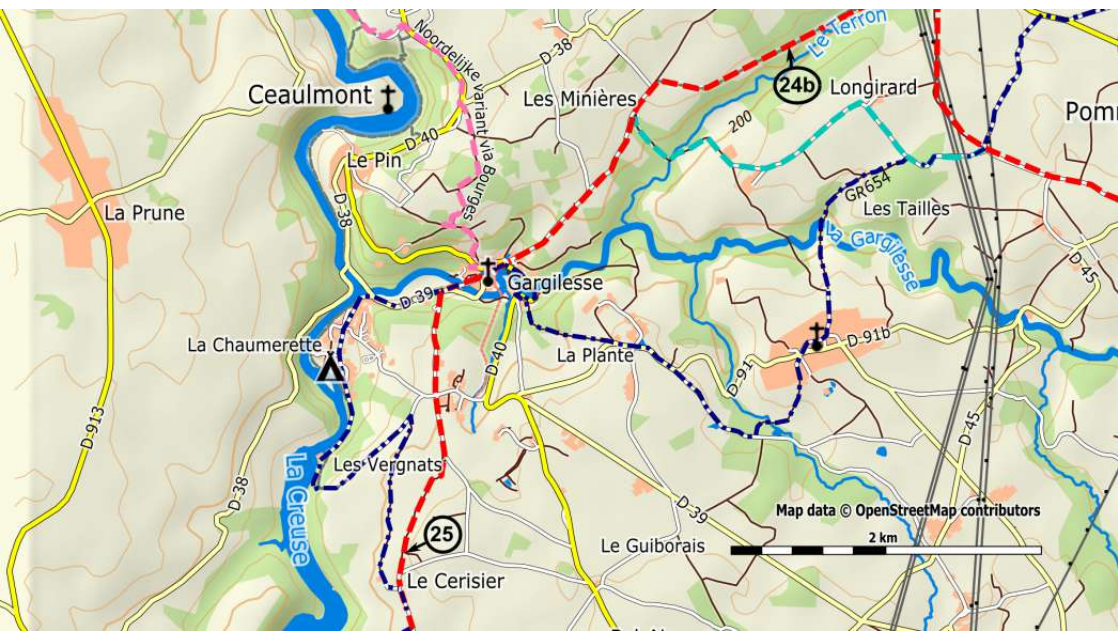 Noordelijke variant via Bourges
D-38
Le Terron
24b
Longirard
Ceaulmont
Les Minières
Pomm
200
D-40
Le Pin
GR654
D-38
La Prune
Les Tailles
La Gargilesse
D-45
Gargilesse
D-39
La Chaumerette
La Plante
D-91b
D-40
D-91
D-913
D-45
La Creuse
Les Vergnats
D-38
D-39
Map data © OpenStreetMap contributors
25
2 km
Le Guiborais
Le Cerisier